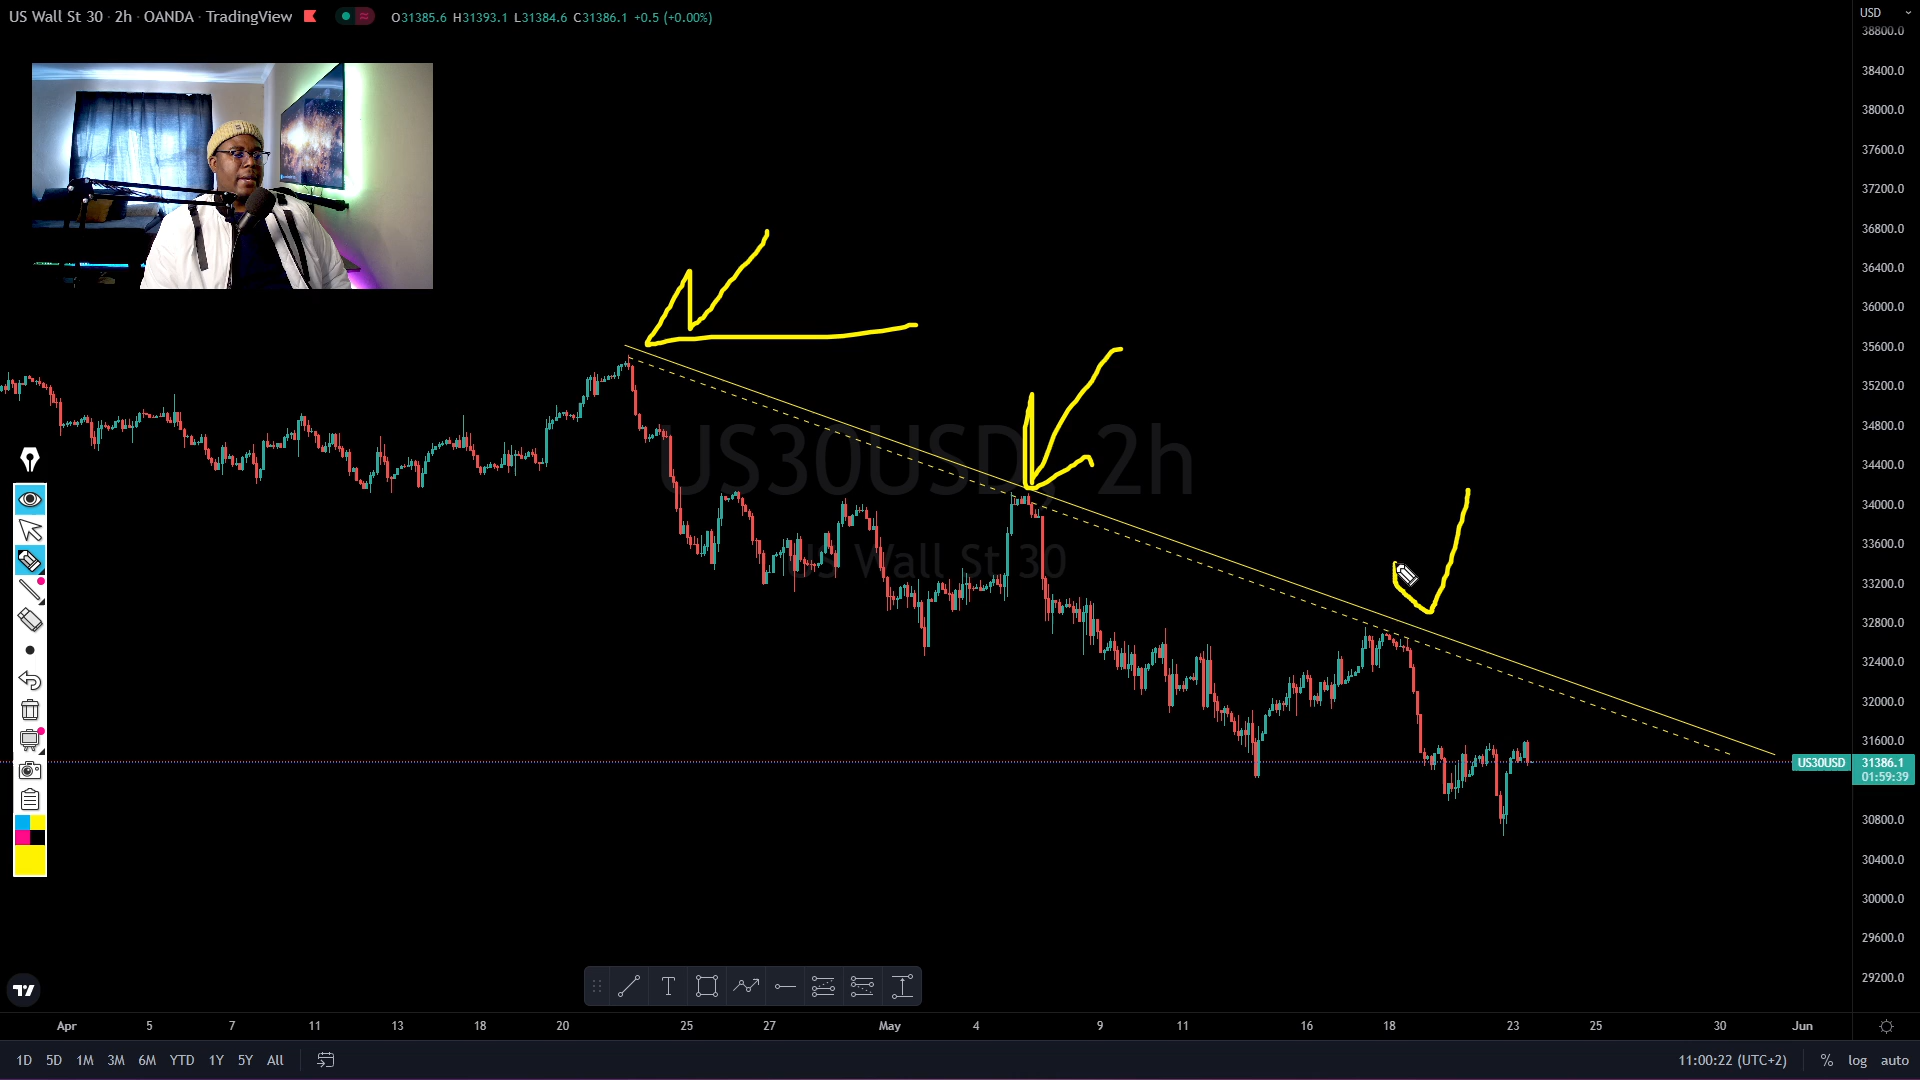 US Wall St 30 · 2h · OANDA · TradingView
O31385.6 H31393.1 L31384.6 C31386.1 +0.5 (+0.00%)
USD
38800.0
38400.0
38000.0
37600.0
37200.0
36800.0
36400.0
36000.0
35600.0
35200.0
34800.0
34400.0
34000.0
33600.0
33200.0
32800.0
32400.0
32000.0
31600.0
US30USD 31386.1
01:59:39
30800.0
30400.0
30000.0
29600.0
29200.0
US30USD, 2h
US Wall St 30
Apr 5 7 11 13 18 20 25 27 May 4 9 11 16 18 23 25 30 Jun
1D 5D 1M 3M 6M YTD 1Y 5Y All
11:00:22 (UTC+2) % log auto